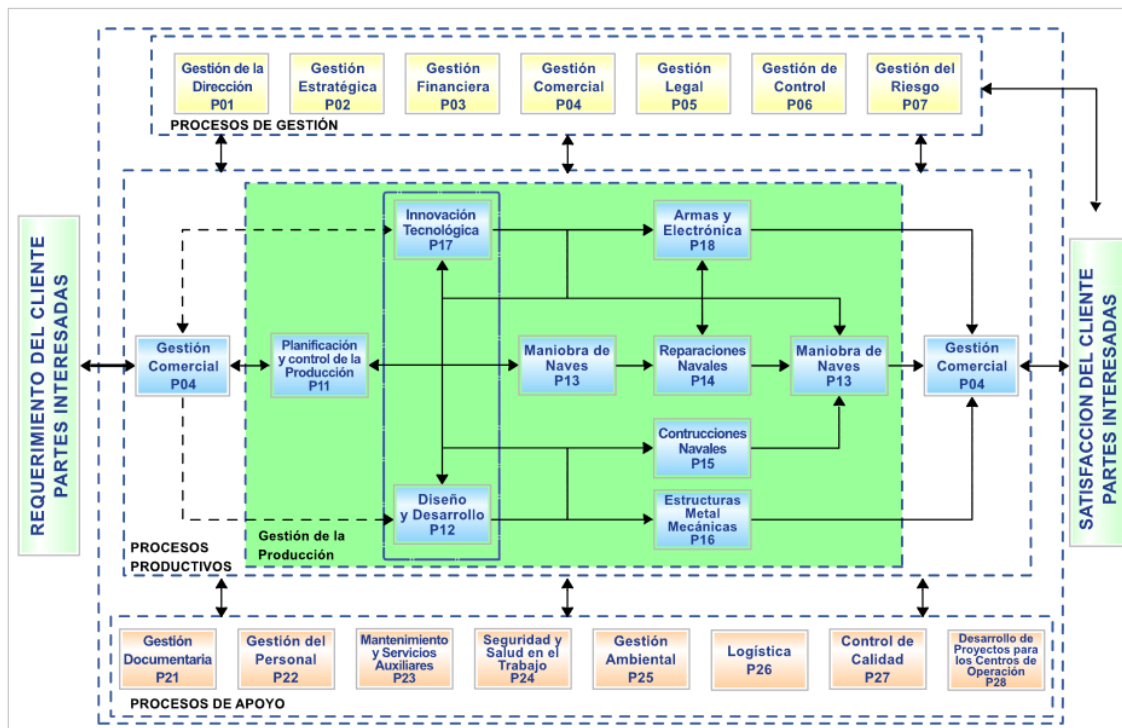 Gestión de la
Dirección
P01
Gestión
Estratégica
P02
Gestión
Financiera
P03
Gestión
Comercial
P04
Gestión
Legal
P05
Gestión de
Control
P06
Gestión del
Riesgo
P07
PROCESOS DE GESTIÓN
REQUERIMIENTO DEL CLIENTE
PARTES INTERESADAS
Gestión
Comercial
P04
Planificación
y control de la
Producción
P11
Innovación
Tecnológica
P17
Armas y
Electrónica
P18
Maniobra de
Naves
P13
Reparaciones
Navales
P14
Maniobra de
Naves
P13
Gestión
Comercial
P04
Contrucciones
Navales
P15
Diseño
y Desarrollo
P12
Estructuras
Metal
Mecánicas
P16
Gestión de la
Producción
PROCESOS
PRODUCTIVOS
SATISFACCION DEL CLIENTE
PARTES INTERESADAS
Gestión
Documentaria
P21
Gestión del
Personal
P22
Mantenimiento
y Servicios
Auxiliares
P23
Seguridad y
Salud en el
Trabajo
P24
Gestión
Ambiental
P25
Logística
P26
Control de
Calidad
P27
Desarrollo de
Proyectos para
los Centros de
Operación
P28
PROCESOS DE APOYO